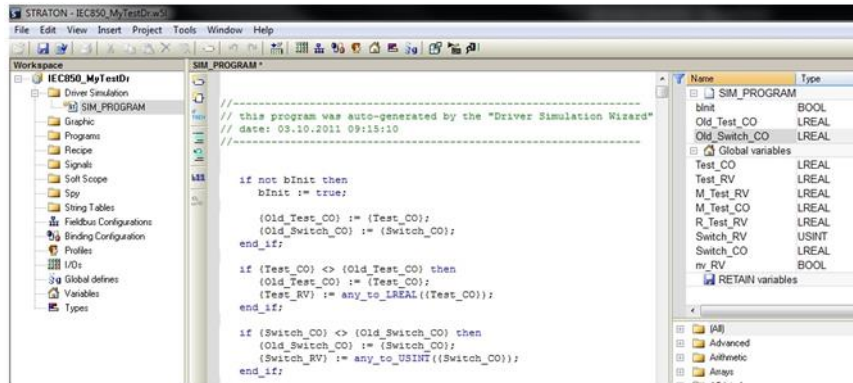 STRATON - IEC850_MyTestDr.w5l
File Edit View Insert Project Tools Window Help
Workspace
IEC850_MyTestDr
Driver Simulation
SIM_PROGRAM
Graphic
Programs
Recipe
Signals
Soft Scope
Spy
String Tables
Fieldbus Configurations
Binding Configuration
Profiles
I/Os
Global defines
Variables
Types
SIM_PROGRAM *
//----------------------------------------------------------------
// this program was auto-generated by the "Driver Simulation Wizard"
// date: 03.10.2011 09:15:10
//----------------------------------------------------------------
if not bInit then
bInit := true;
{Old_Test_CO} := {Test_CO};
{Old_Switch_CO} := {Switch_CO};
end_if;
if {Test_CO} <> {Old_Test_CO} then
{Old_Test_CO} := {Test_CO};
{Test_RV} := any_to_LREAL({Test_CO});
end_if;
if {Switch_CO} <> {Old_Switch_CO} then
{Old_Switch_CO} := {Switch_CO};
{Switch_RV} := any_to_USINT({Switch_CO});
end_if;
Name Type
SIM_PROGRAM
bInit BOOL
Old_Test_CO LREAL
Old_Switch_CO LREAL
Global variables
Test_CO LREAL
Test_RV LREAL
M_Test_RV LREAL
M_Test_CO LREAL
R_Test_RV LREAL
Switch_RV USINT
Switch_CO LREAL
nv_RV BOOL
RETAIN variables
(All)
Advanced
Arithmetic
Arrays